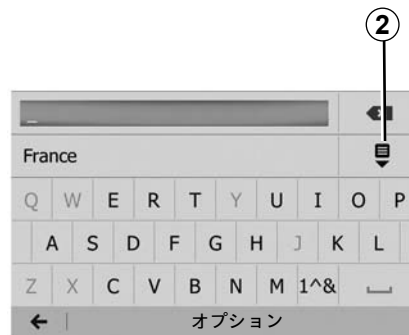 2
_
France
Q W E R T Y U I O P
A S D F G H J K L
Z X C V B N M 1^&
オプション